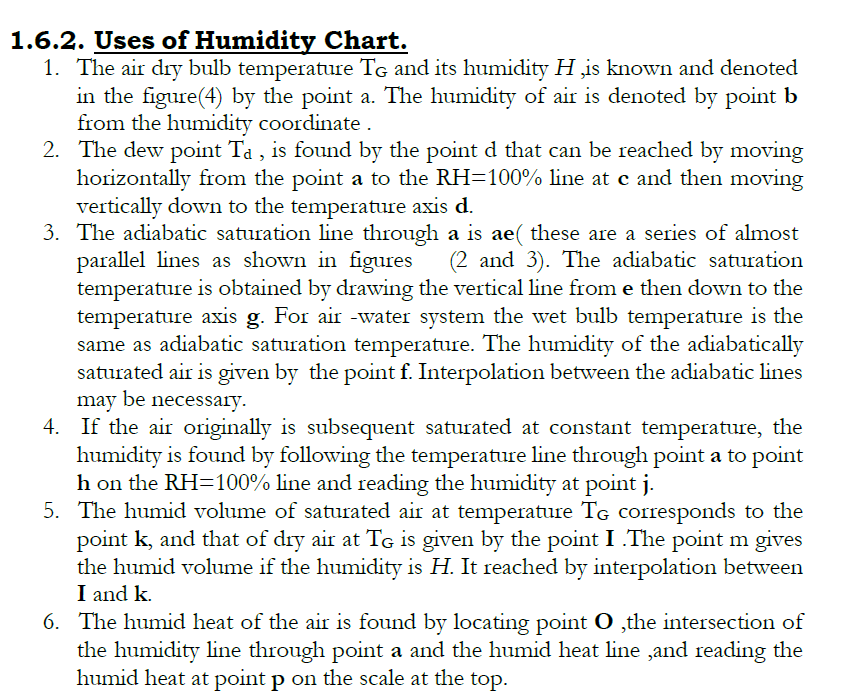 1.6.2. Uses of Humidity Chart.
1. The air dry bulb temperature TG and its humidity H ,is known and denoted
in the figure(4) by the point a. The humidity of air is denoted by point b
from the humidity coordinate .
2. The dew point Td , is found by the point d that can be reached by moving
horizontally from the point a to the RH=100% line at c and then moving
vertically down to the temperature axis d.
3. The adiabatic saturation line through a is ae( these are a series of almost
parallel lines as shown in figures (2 and 3). The adiabatic saturation
temperature is obtained by drawing the vertical line from e then down to the
temperature axis g. For air -water system the wet bulb temperature is the
same as adiabatic saturation temperature. The humidity of the adiabatically
saturated air is given by the point f. Interpolation between the adiabatic lines
may be necessary.
4. If the air originally is subsequent saturated at constant temperature, the
humidity is found by following the temperature line through point a to point
h on the RH=100% line and reading the humidity at point j.
5. The humid volume of saturated air at temperature TG corresponds to the
point k, and that of dry air at TG is given by the point I .The point m gives
the humid volume if the humidity is H. It reached by interpolation between
I and k.
6. The humid heat of the air is found by locating point O ,the intersection of
the humidity line through point a and the humid heat line ,and reading the
humid heat at point p on the scale at the top.